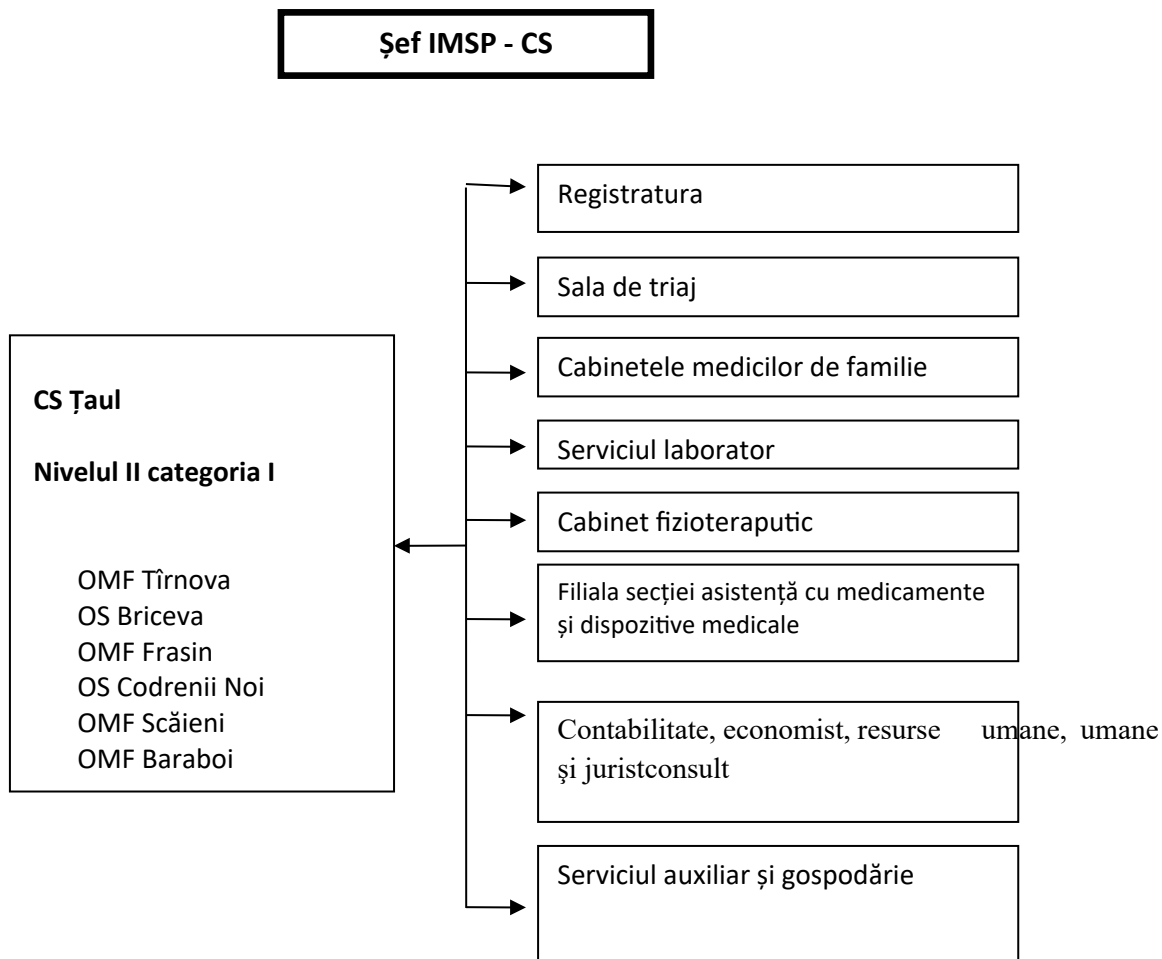 Șef IMSP - CS
Registratura
Sala de triaj
Cabinetele medicilor de familie
Serviciul laborator
Cabinet fizioteraputic
Filiala secției asistență cu medicamente
și dispozitive medicale
Contabilitate, economist, resurse umane, umane
şi juristconsult
Serviciul auxiliar și gospodărie
CS Țaul
Nivelul II categoria I
OMF Tîrnova
OS Briceva
OMF Frasin
OS Codrenii Noi
OMF Scăieni
OMF Baraboi